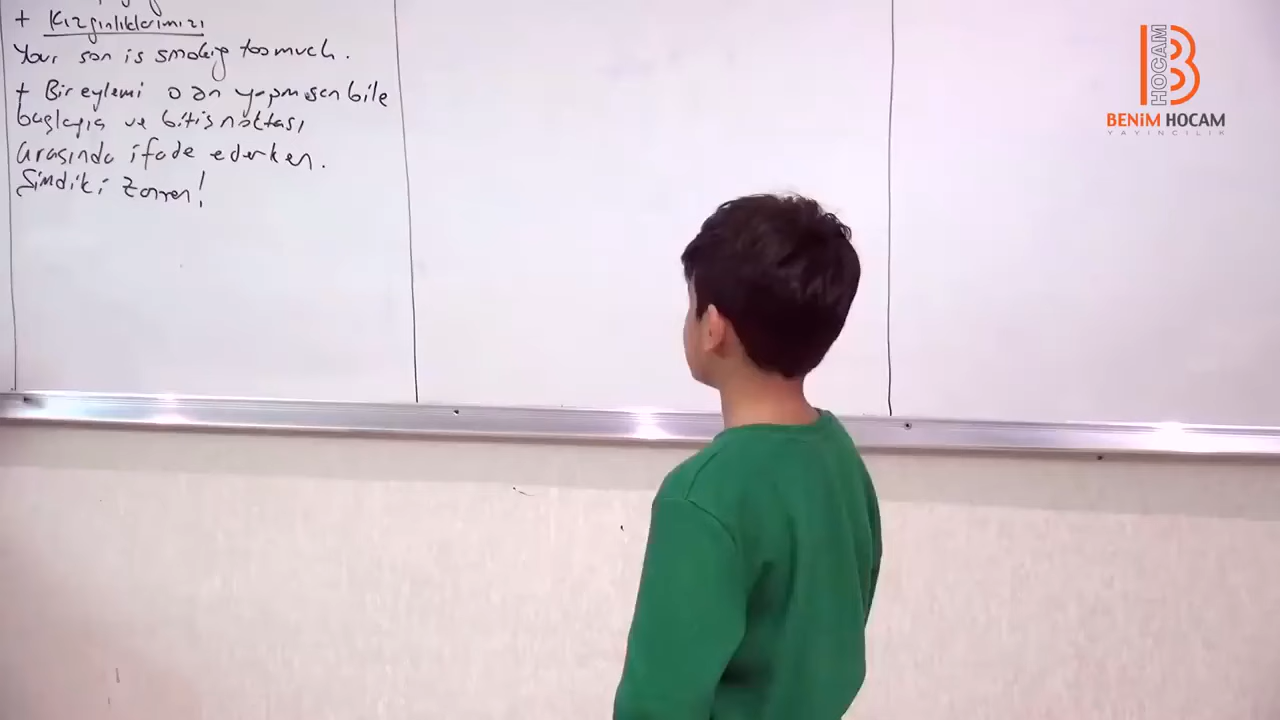 + Kızgınlıklarımızı
Your son is smoking too much.
+ Bir eylemi o an yapmasan bile
başlayış ve bitiş noktası
arasında ifade ederken.
Şimdiki Zaman!
B
HOCAM
BENİM HOCAM
YAYINCILIK